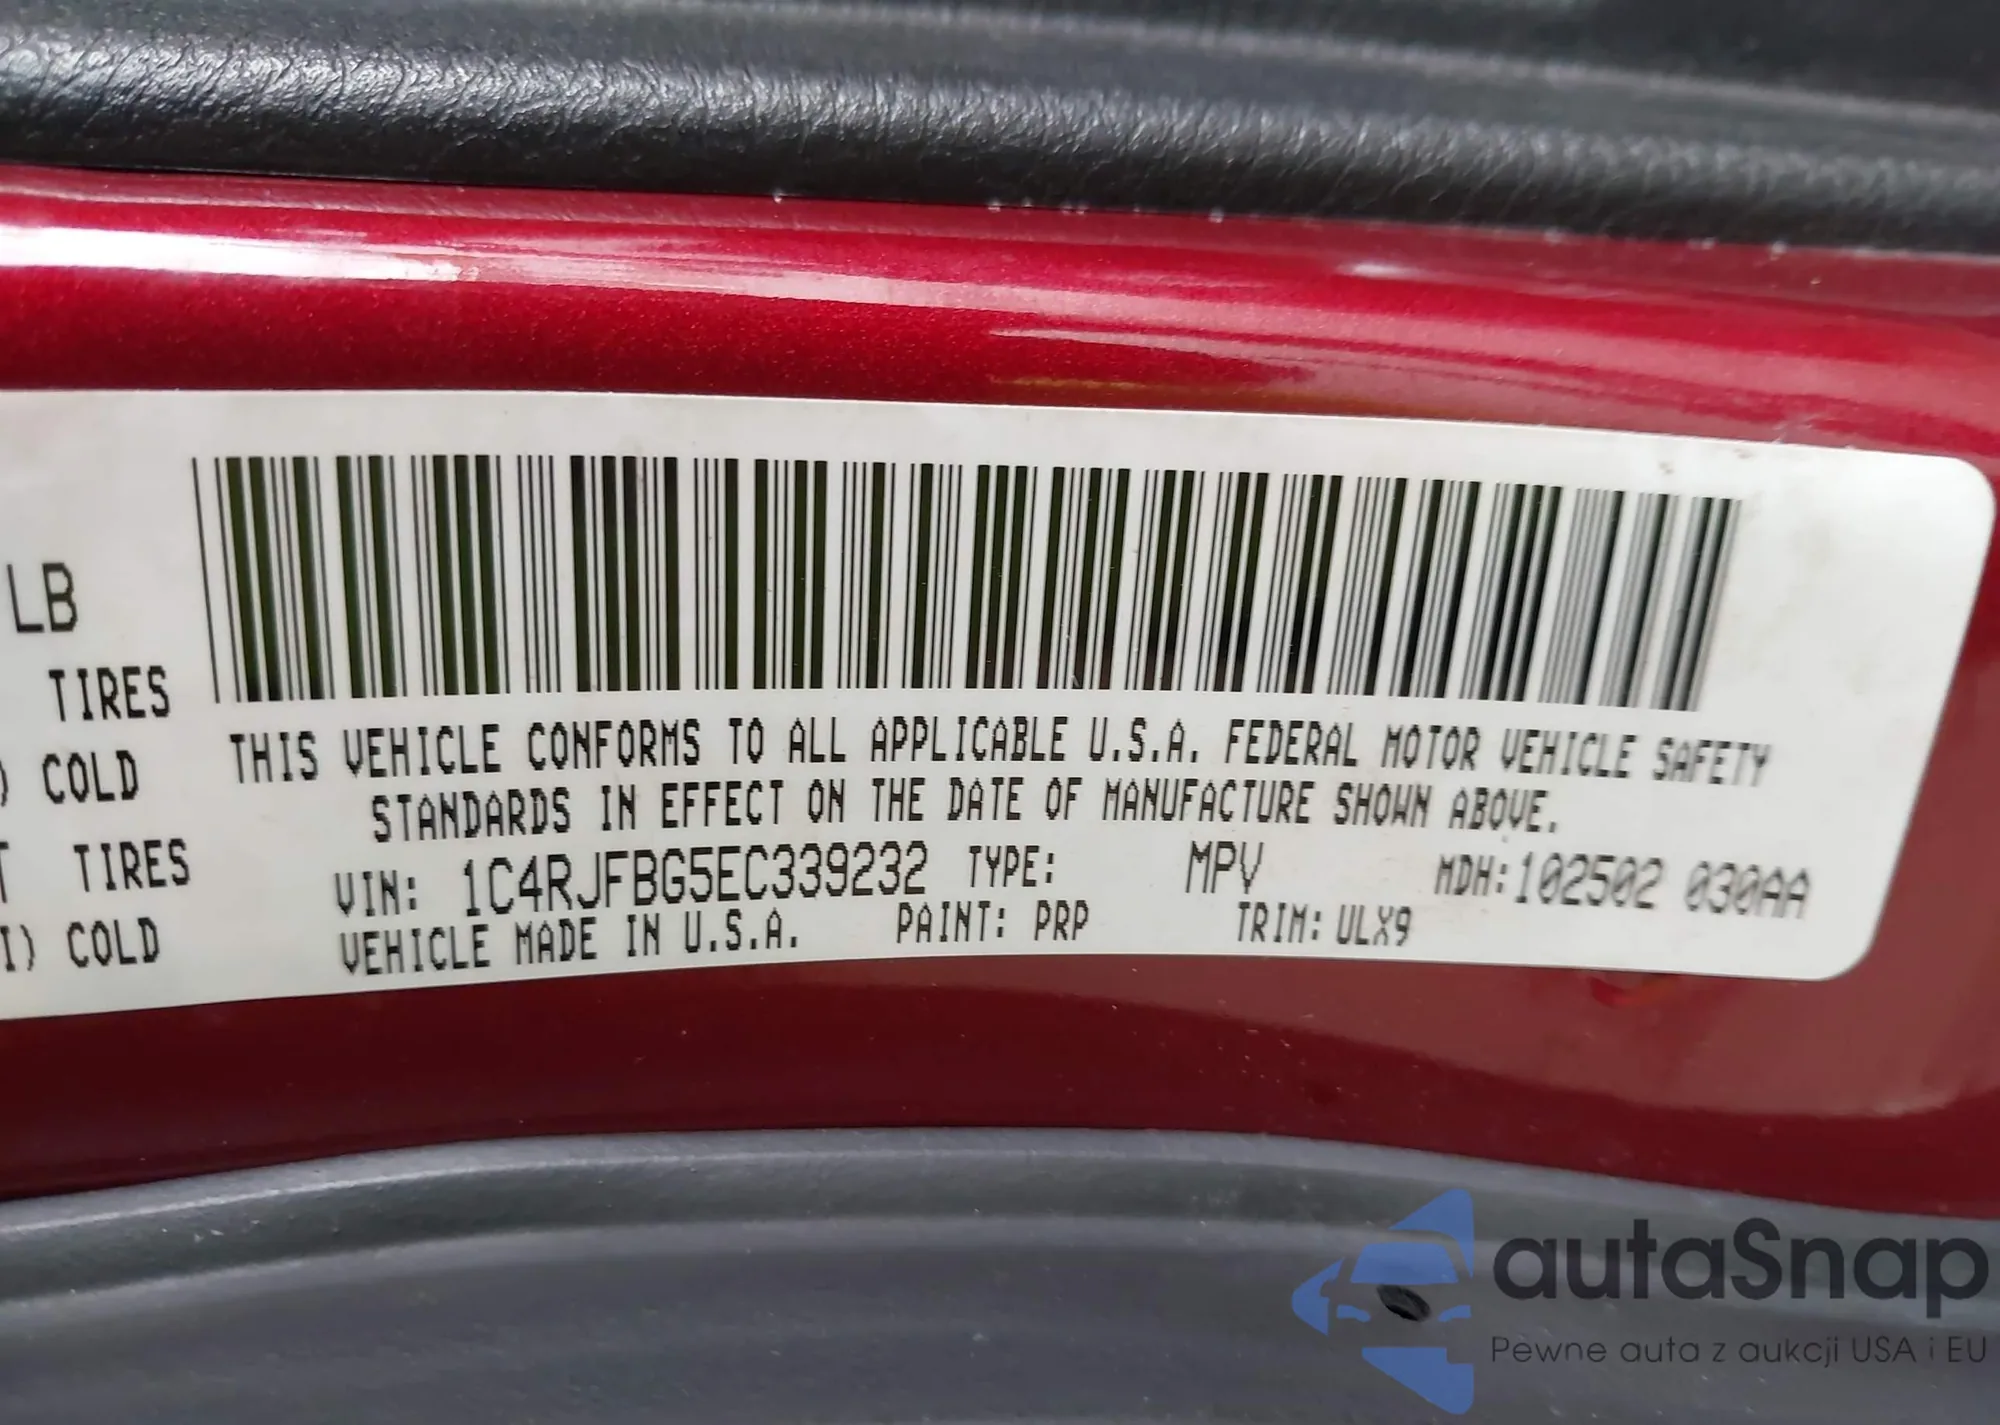 LB
TIRES
) COLD
TIRES
I) COLD
THIS VEHICLE CONFORMS TO ALL APPLICABLE U.S.A. FEDERAL MOTOR VEHICLE SAFETY
STANDARDS IN EFFECT ON THE DATE OF MANUFACTURE SHOWN ABOVE.
VIN: 1C4RJFBG5EC339232 TYPE: MPV MDH:102502 030AA
VEHICLE MADE IN U.S.A. PAINT: PRP TRIM: ULX9
autaSnap
Pewne auta z aukcji USA i EU